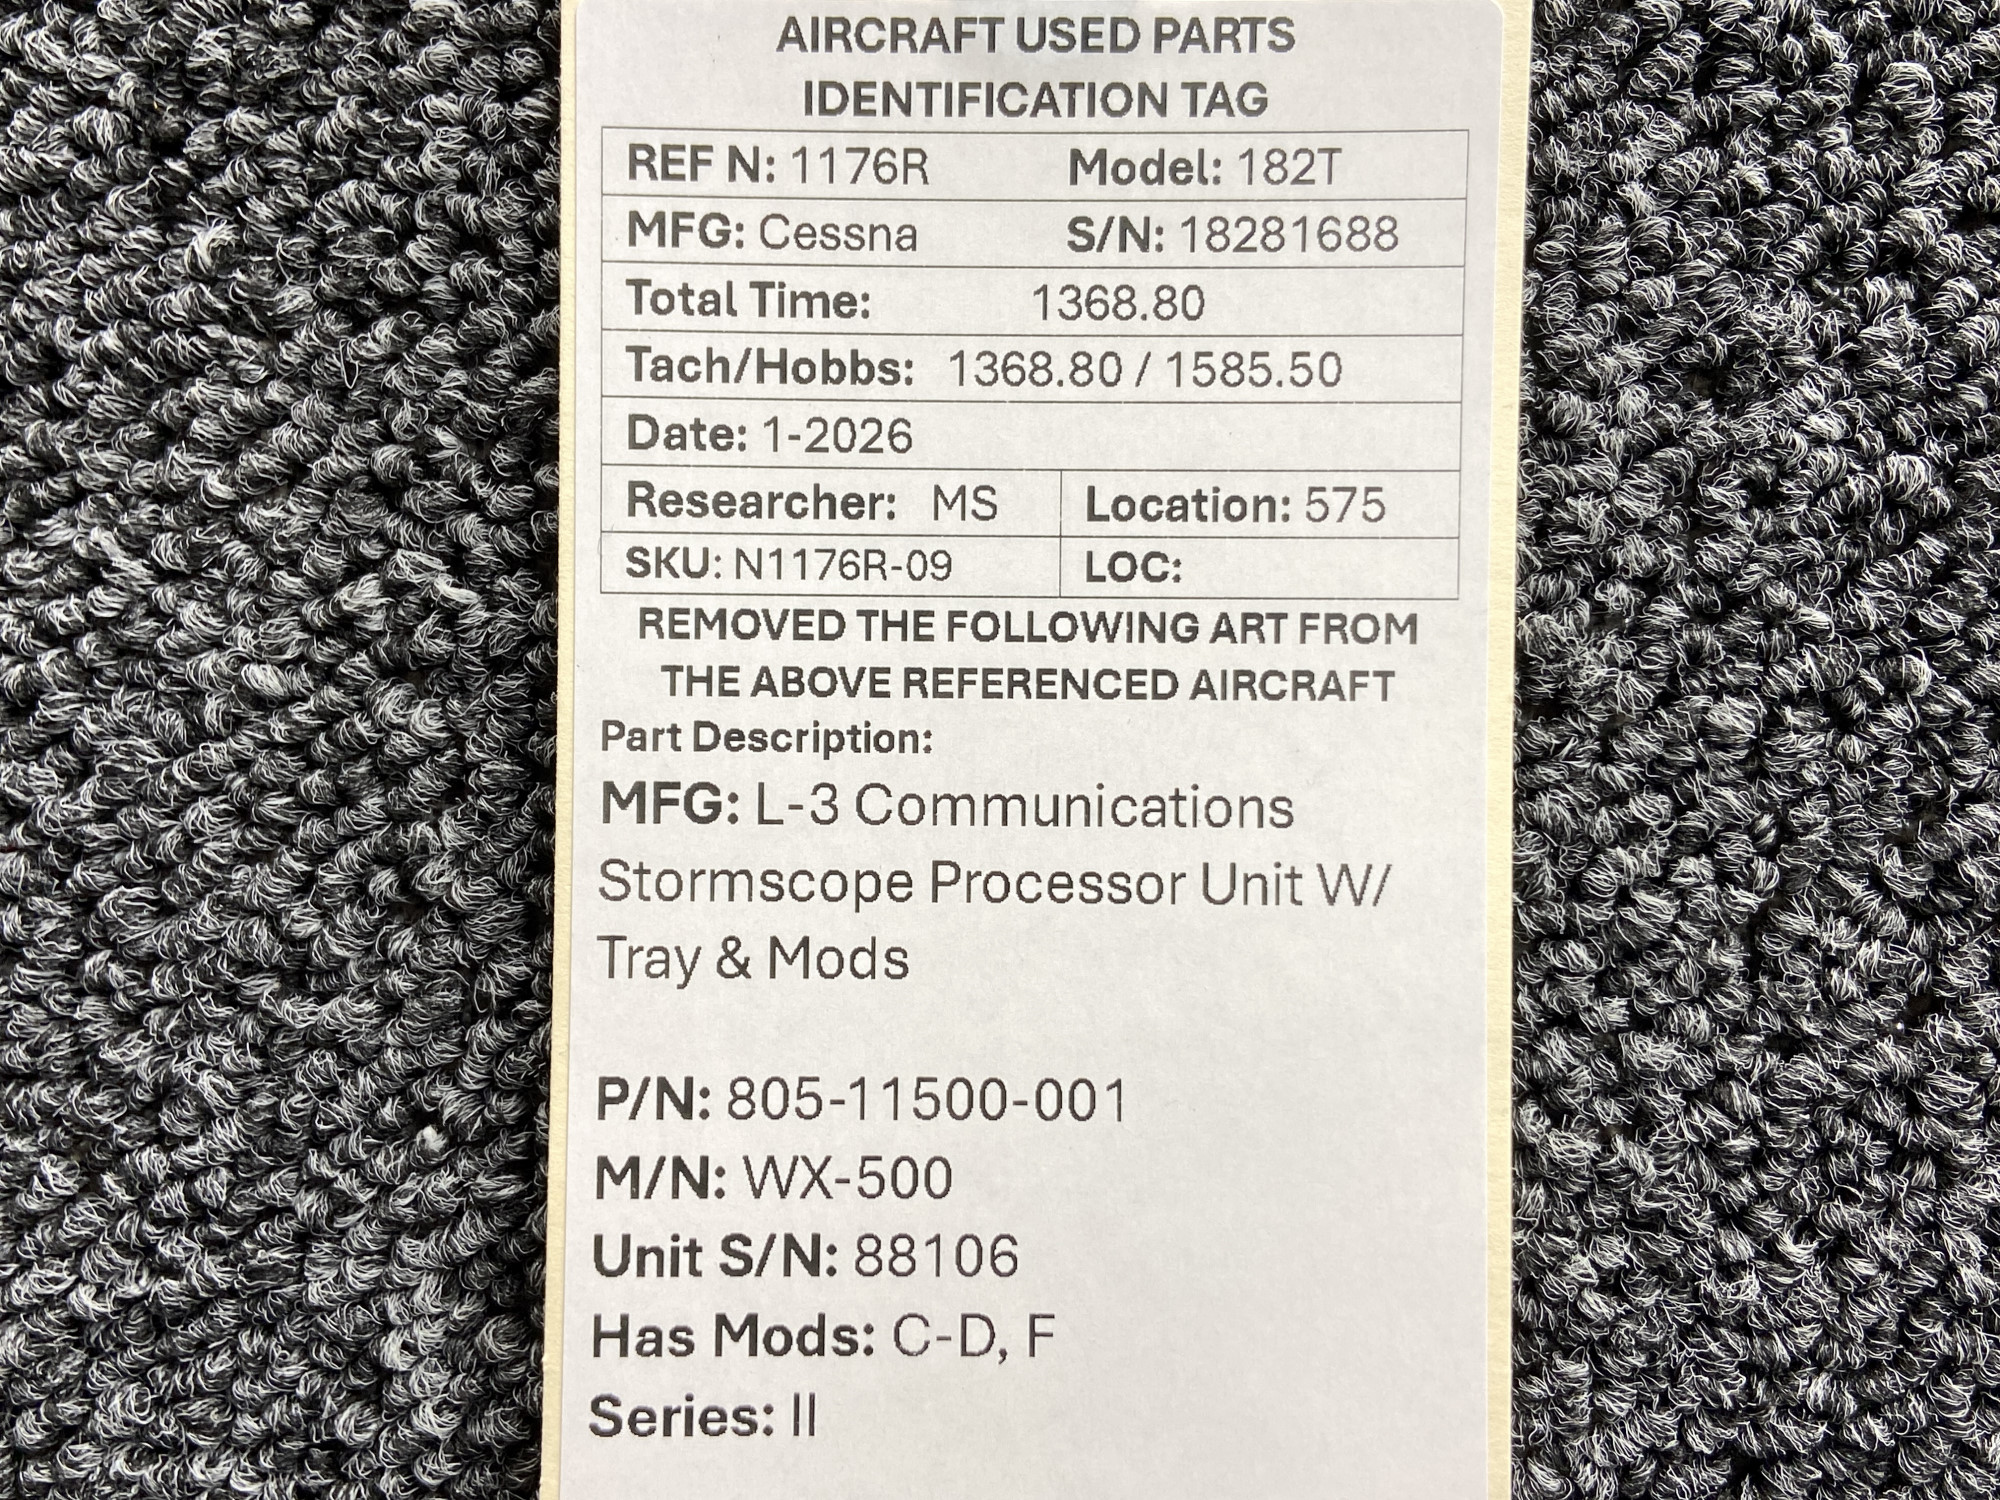 AIRCRAFT USED PARTS
IDENTIFICATION TAG
REF N: 1176R Model: 182T
MFG: Cessna S/N: 18281688
Total Time: 1368.80
Tach/Hobbs: 1368.80 / 1585.50
Date: 1-2026
Researcher: MS Location: 575
SKU: N1176R-09 LOC:
REMOVED THE FOLLOWING ART FROM
THE ABOVE REFERENCED AIRCRAFT
Part Description:
MFG: L-3 Communications
Stormscope Processor Unit W/
Tray & Mods
P/N: 805-11500-001
M/N: WX-500
Unit S/N: 88106
Has Mods: C-D, F
Series: II